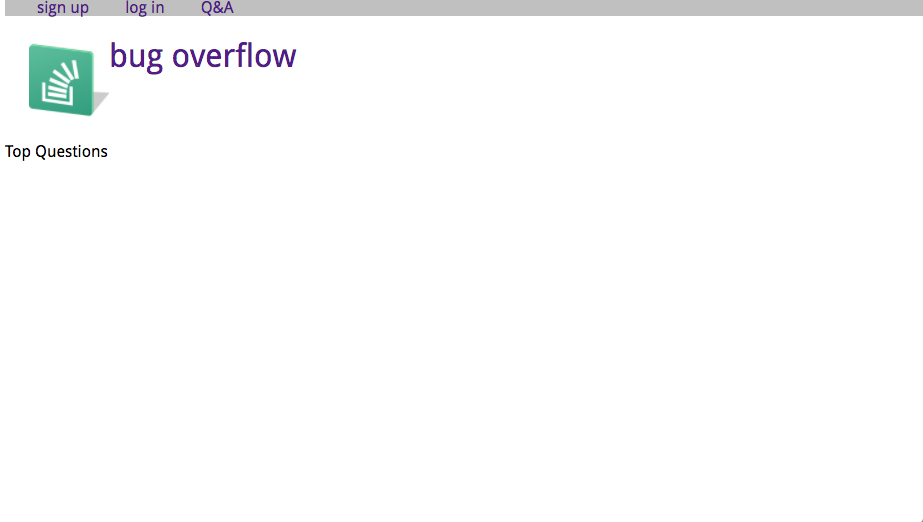 sign up log in Q&A
bug overflow
Top Questions